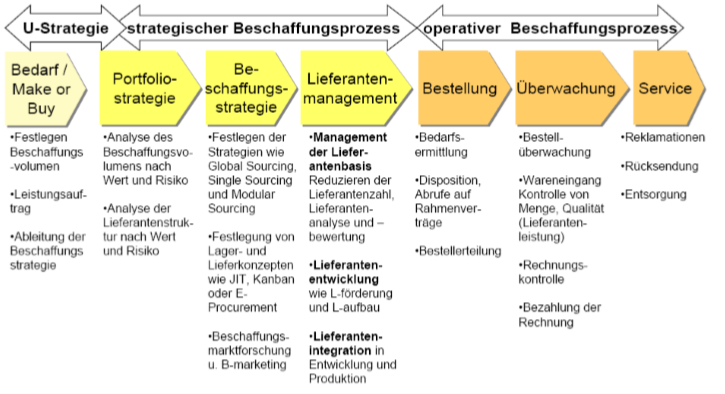 U-Strategie
strategischer Beschaffungsprozess
operativer Beschaffungsprozess
Bedarf /
Make or
Buy
Portfolio-
strategie
Be-
schaffungs-
strategie
Lieferanten-
management
Bestellung
Überwachung
Service
•Festlegen
Beschaffungs
-volumen
•Leistungsauf-
trag
•Ableitung der
Beschaffungs
strategie
•Analyse des
Beschaffungsvo-
lumens nach
Wert und Risiko
•Analyse der
Lieferantenstruk-
tur nach Wert
und Risiko
•Festlegen der
Strategien wie
Global Sourcing,
Single Sourcing
und Modular
Sourcing
•Festlegung von
Lager- und
Lieferkonzepten
wie JIT, Kanban
oder E-
Procurement
•Beschaffungs-
marktforschung
u. B-marketing
•Management
der Liefer-
antenbasis
Reduzieren der
Lieferantenzahl,
Lieferanten-
analyse und –
bewertung
•Lieferanten-
entwicklung
wie L-förderung
und L-aufbau
•Lieferanten-
integration in
Entwicklung und
Produktion
•Bedarfs-
ermittlung
•Disposition,
Abrufe auf
Rahmenver-
träge
•Bestellerteilung
•Bestell-
überwachung
•Wareneingang
Kontrolle von
Menge, Qualität
(Lieferanten-
leistung)
•Rechnungs-
kontrolle
•Bezahlung der
Rechnung
•Reklamationen
•Rücksendung
•Entsorgung